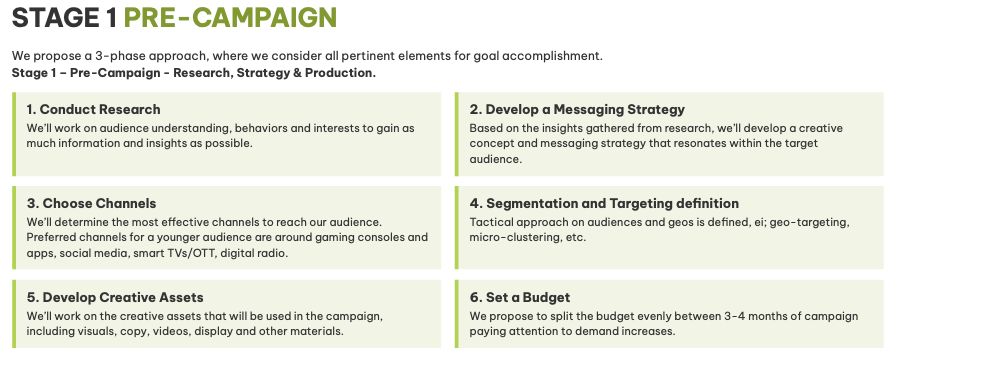 STAGE 1 PRE-CAMPAIGN
We propose a 3-phase approach, where we consider all pertinent elements for goal accomplishment.
Stage 1 – Pre-Campaign - Research, Strategy & Production.
1. Conduct Research
We'll work on audience understanding, behaviors and interests to gain as
much information and insights as possible.
2. Develop a Messaging Strategy
Based on the insights gathered from research, we'll develop a creative
concept and messaging strategy that resonates within the target
audience.
3. Choose Channels
We'll determine the most effective channels to reach our audience.
Preferred channels for a younger audience are around gaming consoles and
apps, social media, smart TVs/OTT, digital radio.
4. Segmentation and Targeting definition
Tactical approach on audiences and geos is defined, ei; geo-targeting,
micro-clustering, etc.
5. Develop Creative Assets
We'll work on the creative assets that will be used in the campaign,
including visuals, copy, videos, display and other materials.
6. Set a Budget
We propose to split the budget evenly between 3-4 months of campaign
paying attention to demand increases.